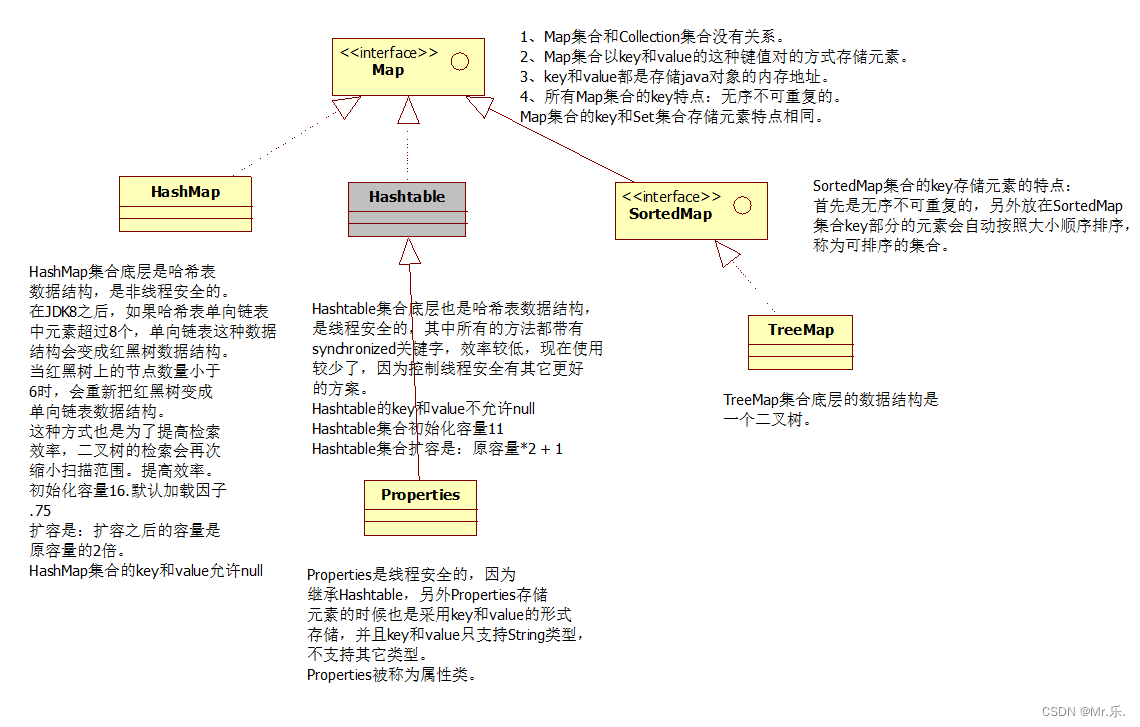 <<interface>>
Map
1、Map集合和Collection集合没有关系。
2、Map集合以key和value的这种键值对的方式存储元素。
3、key和value都是存储java对象的内存地址。
4、所有Map集合的key特点：无序不可重复的。
Map集合的key和Set集合存储元素特点相同。
HashMap
Hashtable
<<interface>>
SortedMap
SortedMap集合的key存储元素的特点：
首先是无序不可重复的，另外放在SortedMap
集合key部分的元素会自动按照大小顺序排序，
称为可排序的集合。
HashMap集合底层是哈希表
数据结构，是非线程安全的。
在JDK8之后，如果哈希表单向链表
中元素超过8个，单向链表这种数据
结构会变成红黑树数据结构。
当红黑树上的节点数量小于
6时，会重新把红黑树变成
单向链表数据结构。
这种方式也是为了提高检索
效率，二叉树的检索会再次
缩小扫描范围。提高效率。
初始化容量16.默认加载因子
.75
扩容是：扩容之后的容量是
原容量的2倍。
HashMap集合的key和value允许null
Hashtable集合底层也是哈希表数据结构，
是线程安全的，其中所有的方法都带有
synchronized关键字，效率较低，现在使用
较少了，因为控制线程安全有其它更好
的方案。
Hashtable的key和value不允许null
Hashtable集合初始化容量11
Hashtable集合扩容是：原容量*2 + 1
TreeMap
TreeMap集合底层的数据结构是
一个二叉树。
Properties
Properties是线程安全的，因为
继承Hashtable，另外Properties存储
元素的时候也是采用key和value的形式
存储，并且key和value只支持String类型，
不支持其它类型。
Properties被称为属性类。
CSDN @Mr.乐.